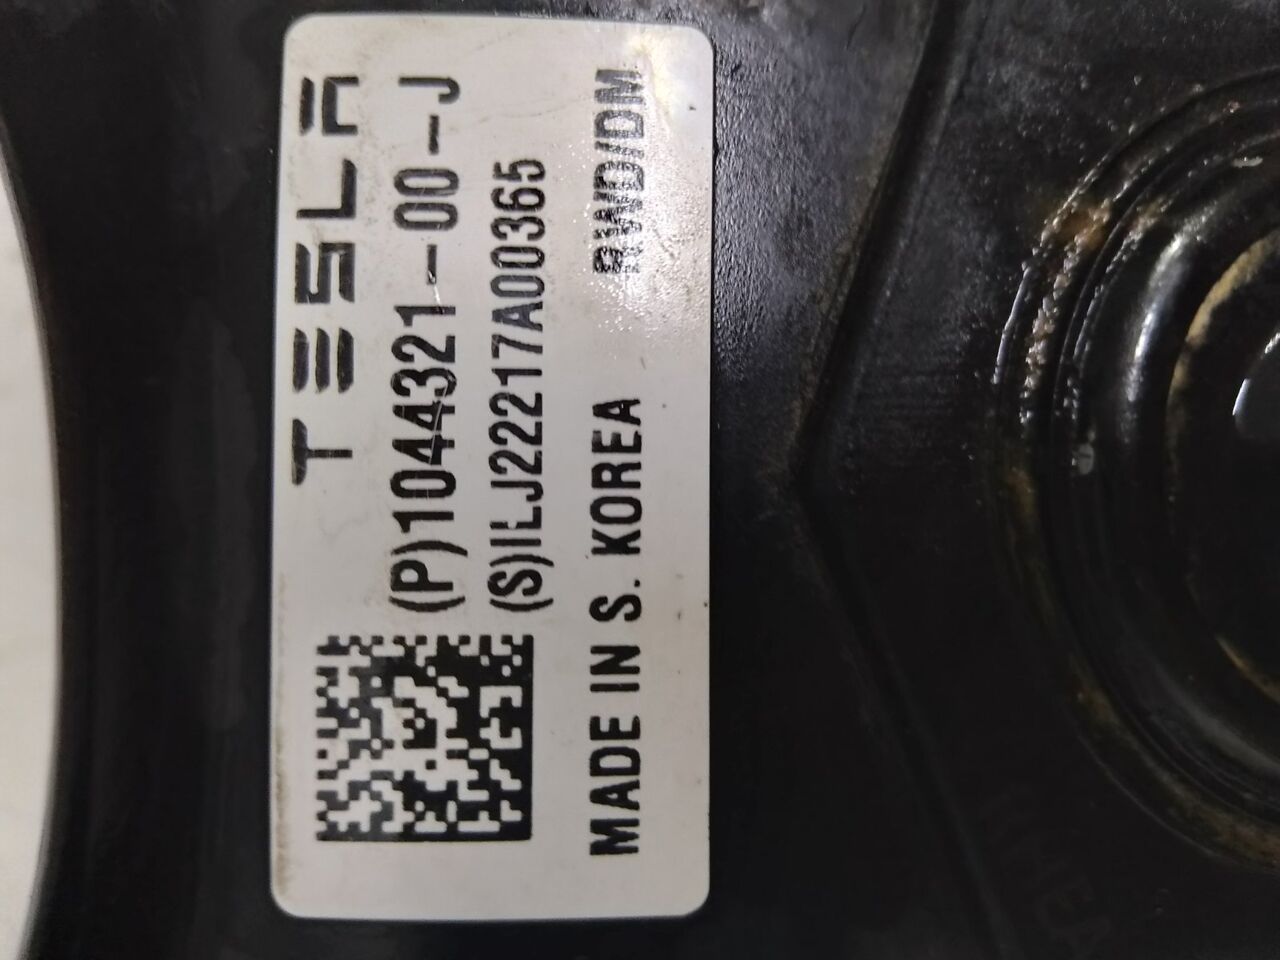 TESLA
(P)1044321-00-J
(S)ILJ22217A00365
MADE IN S. KOREA RWD/DM